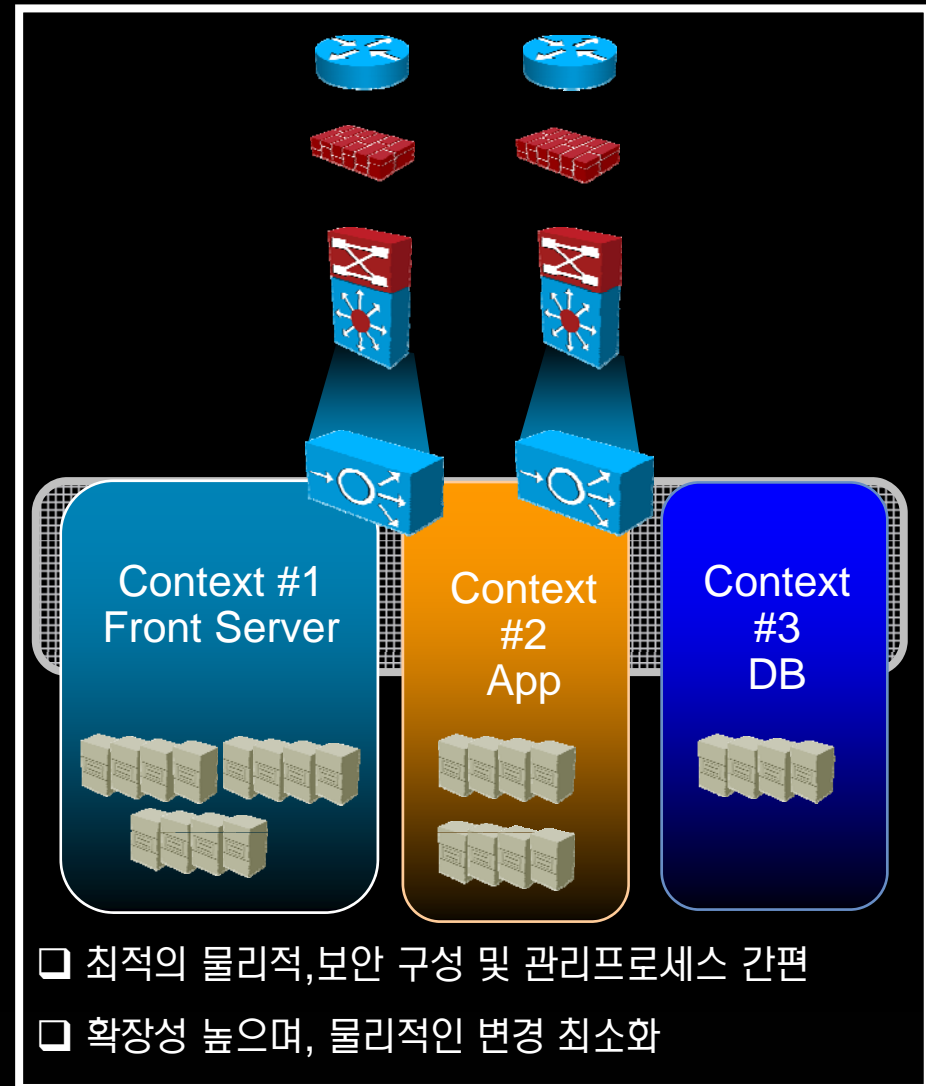 Context #1
Front Server
Context
#2
App
Context
#3
DB
❑ 최적의 물리적,보안 구성 및 관리프로세스 간편
❑ 확장성 높으며, 물리적인 변경 최소화